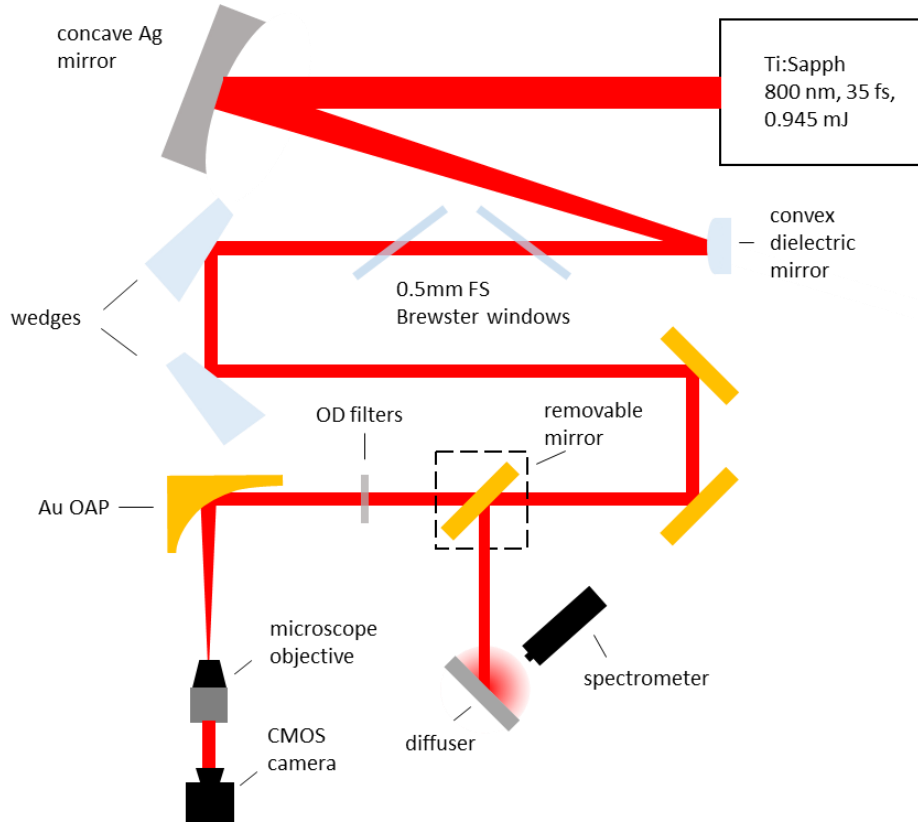 concave Ag
mirror
Ti:Sapph
800 nm, 35 fs,
0.945 mJ
convex
dielectric
mirror
0.5mm FS
Brewster windows
wedges
OD filters
removable
mirror
Au OAP
microscope
objective
spectrometer
diffuser
CMOS
camera